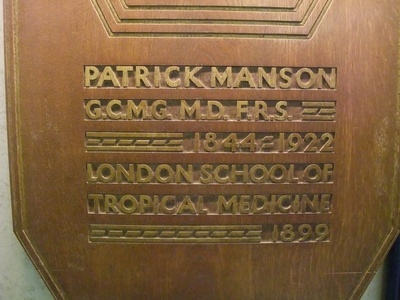 PATRICK MANSON
G.C.M.G. M.D. F.R.S.
1844-1922
LONDON SCHOOL OF
TROPICAL MEDICINE
1899